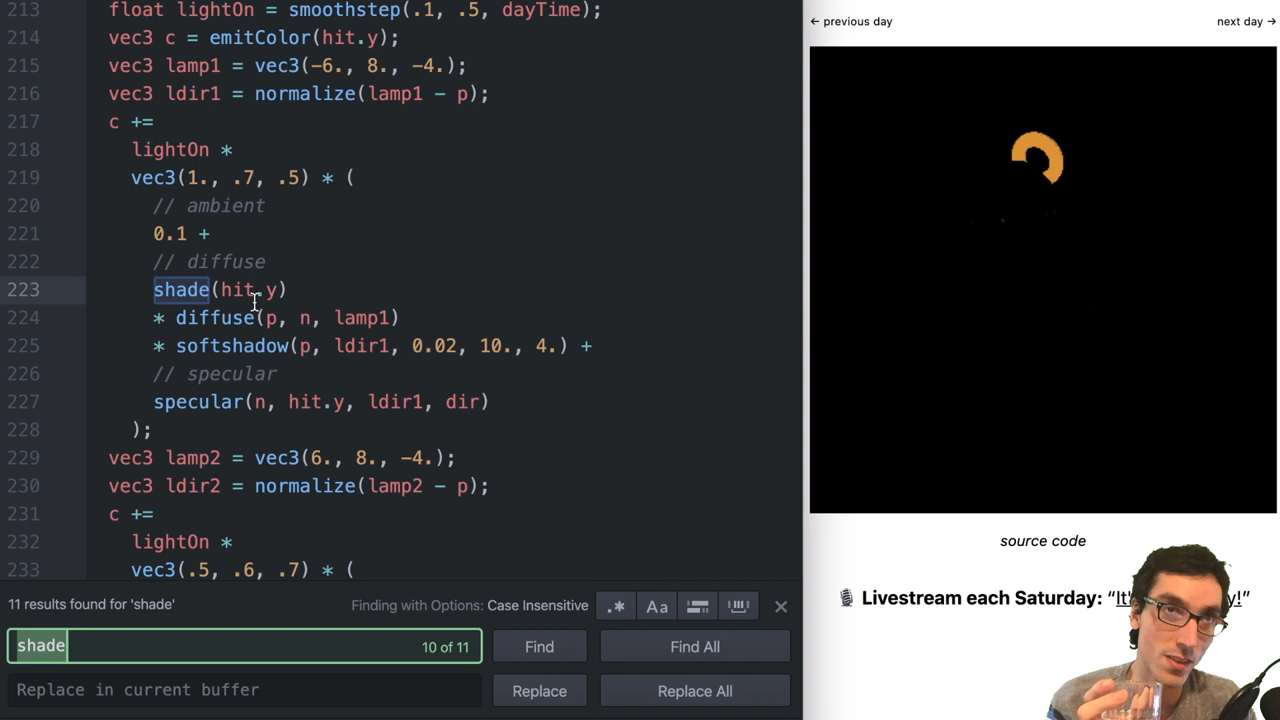 213 float lightOn = smoothstep(.1, .5, dayTime);
214 vec3 c = emitColor(hit.y);
215 vec3 lamp1 = vec3(-6., 8., -4.);
216 vec3 ldir1 = normalize(lamp1 - p);
217 c +=
218 lightOn *
219 vec3(1., .7, .5) * (
220 // ambient
221 0.1 +
222 // diffuse
223 shade(hit.y)
224 * diffuse(p, n, lamp1)
225 * softshadow(p, ldir1, 0.02, 10., 4.) +
226 // specular
227 specular(n, hit.y, ldir1, dir)
228 );
229 vec3 lamp2 = vec3(6., 8., -4.);
230 vec3 ldir2 = normalize(lamp2 - p);
231 c +=
232 lightOn *
233 vec3(.5, .6, .7) * (
11 results found for 'shade'
Finding with Options: Case Insensitive
.*
Aa
shade
10 of 11
Find
Find All
Replace in current buffer
Replace
Replace All
← previous day
next day →
source code
🎙 Livestream each Saturday: “It's y!”